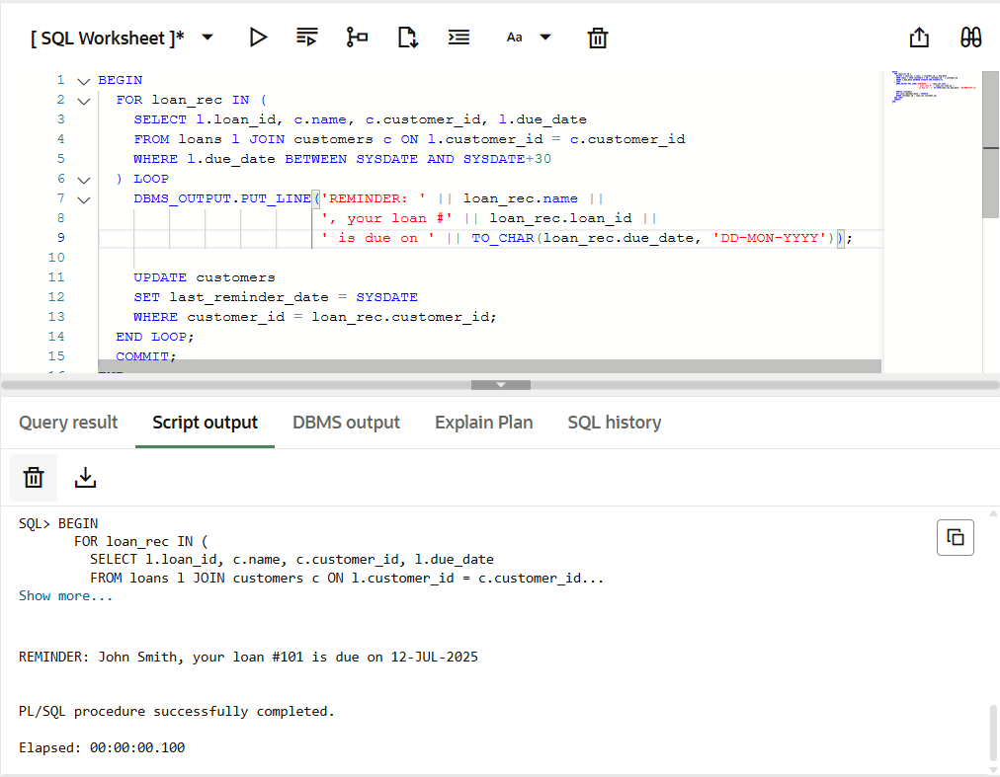 [ SQL Worksheet ]*
Aa
1 BEGIN
2 FOR loan_rec IN (
3 SELECT l.loan_id, c.name, c.customer_id, l.due_date
4 FROM loans l JOIN customers c ON l.customer_id = c.customer_id
5 WHERE l.due_date BETWEEN SYSDATE AND SYSDATE+30
6 ) LOOP
7 DBMS_OUTPUT.PUT_LINE('REMINDER: ' || loan_rec.name ||
8 ', your loan #' || loan_rec.loan_id ||
9 ' is due on ' || TO_CHAR(loan_rec.due_date, 'DD-MON-YYYY'));
10
11 UPDATE customers
12 SET last_reminder_date = SYSDATE
13 WHERE customer_id = loan_rec.customer_id;
14 END LOOP;
15 COMMIT;
Query result Script output DBMS output Explain Plan SQL history
SQL> BEGIN
FOR loan_rec IN (
SELECT l.loan_id, c.name, c.customer_id, l.due_date
FROM loans l JOIN customers c ON l.customer_id = c.customer_id...
Show more...
REMINDER: John Smith, your loan #101 is due on 12-JUL-2025
PL/SQL procedure successfully completed.
Elapsed: 00:00:00.100